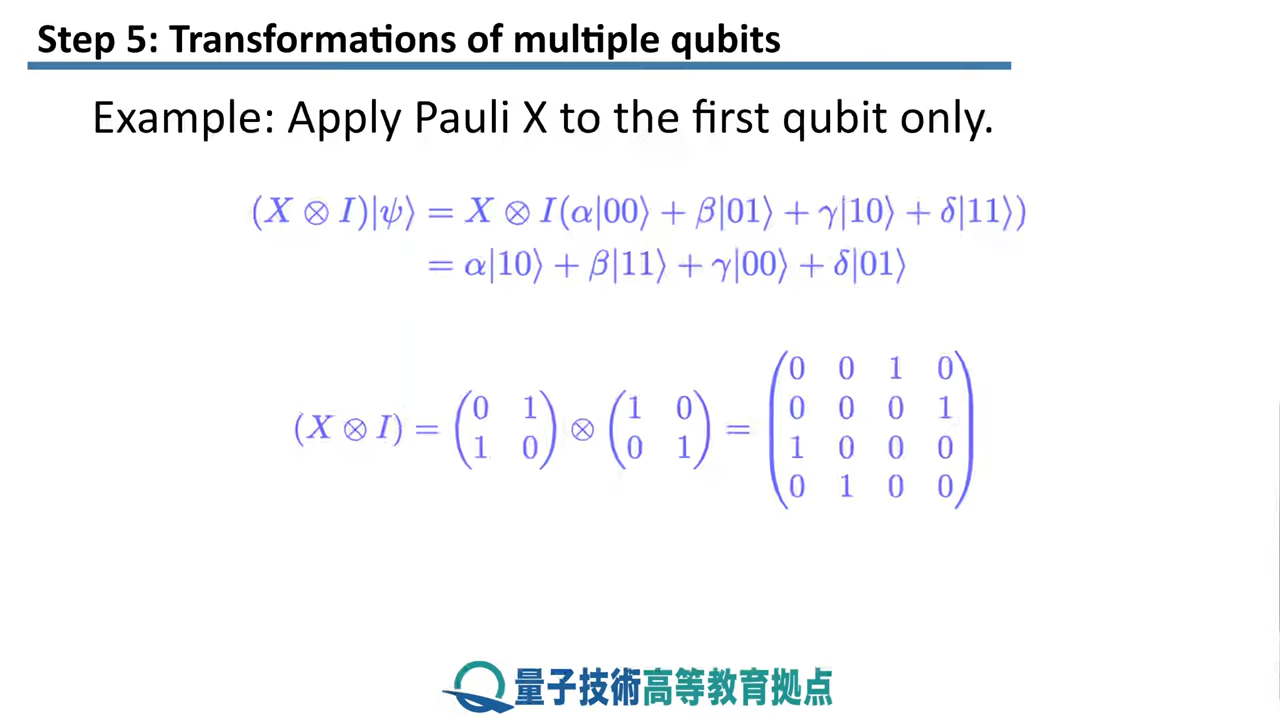 Step 5: Transformations of multiple qubits
Example: Apply Pauli X to the first qubit only.
(X ⊗ I)|ψ⟩ = X ⊗ I(α|00⟩ + β|01⟩ + γ|10⟩ + δ|11⟩)
= α|10⟩ + β|11⟩ + γ|00⟩ + δ|01⟩
(X ⊗ I) = (0 1; 1 0) ⊗ (1 0; 0 1) = (0 0 1 0; 0 0 0 1; 1 0 0 0; 0 1 0 0)
量子技術高等教育拠点